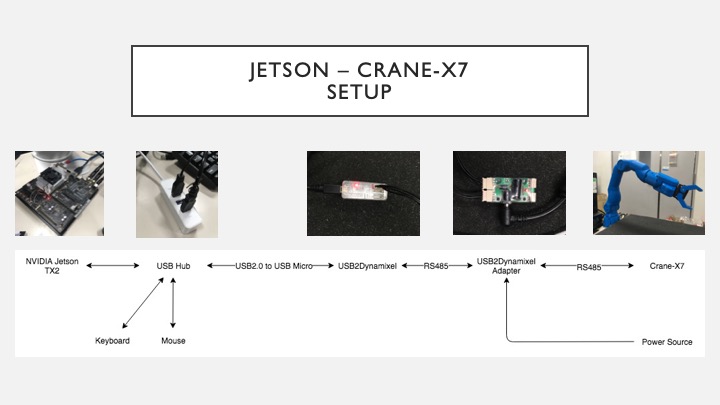 JETSON – CRANE-X7
SETUP
NVIDIA Jetson
TX2
USB Hub
USB2.0 to USB Micro
USB2Dynamixel
RS485
USB2Dynamixel
Adapter
RS485
Crane-X7
Keyboard
Mouse
Power Source